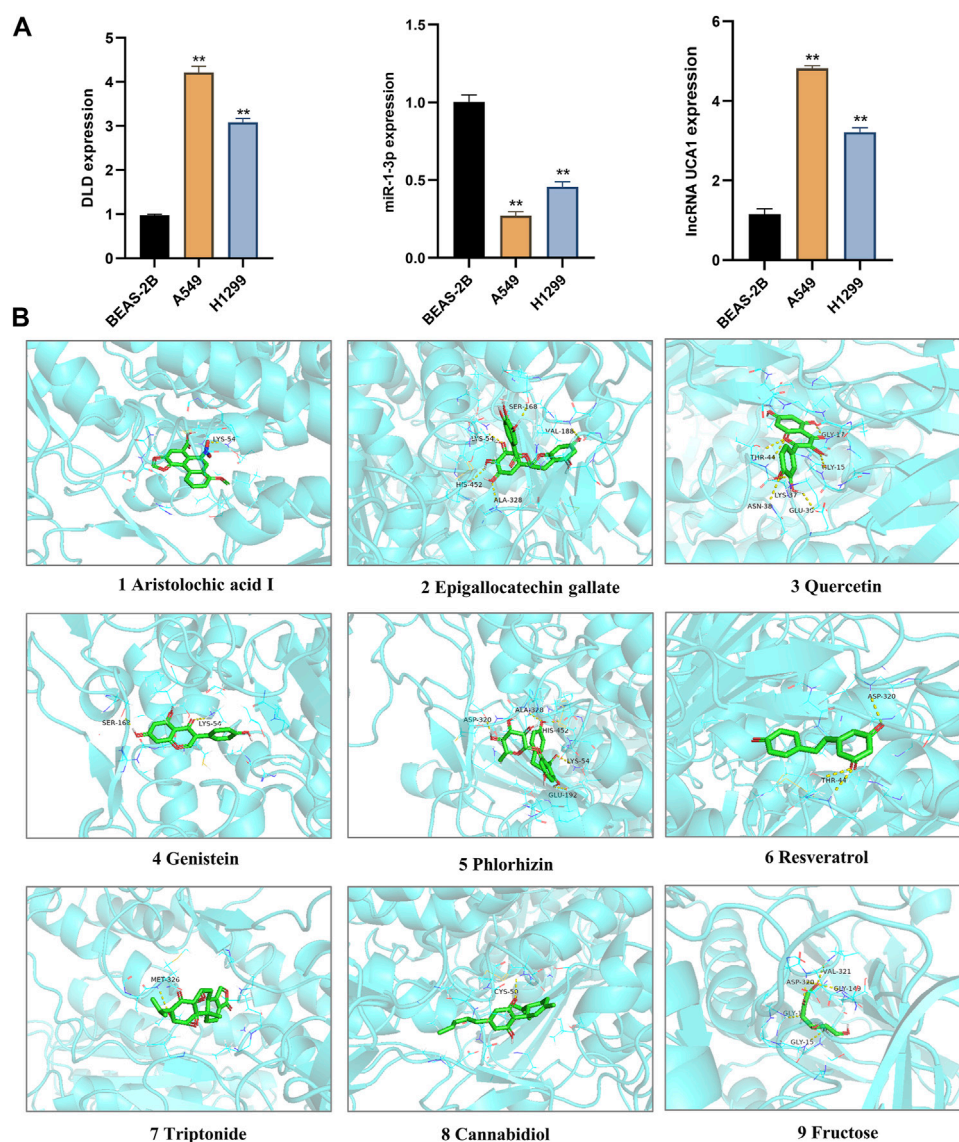 A
DLD expression
5
4
3
2
1
0
**
**
BEAS-2B
A549
H1299
miR-1-3p expression
1.5
1.0
0.5
0.0
**
**
BEAS-2B
A549
H1299
lncRNA UCA1 expression
6
4
2
0
**
**
BEAS-2B
A549
H1299
B
LYS-54
1 Aristolochic acid I
SER-168
LYS-54
VAL-188
HIS-452
ALA-328
2 Epigallocatechin gallate
GLY-17
THR-44
GLY-15
LYS-37
ASN-38
3 Quercetin
SER-168
LYS-54
4 Genistein
ALA-328
ASP-320
HIS-452
LYS-54
GLU-192
5 Phlorhizin
ASP-320
THR-44
6 Resveratrol
MET-326
7 Triptonide
CYS-50
8 Cannabidiol
VAL-321
ASP-320
GLY-149
GLY-15
9 Fructose